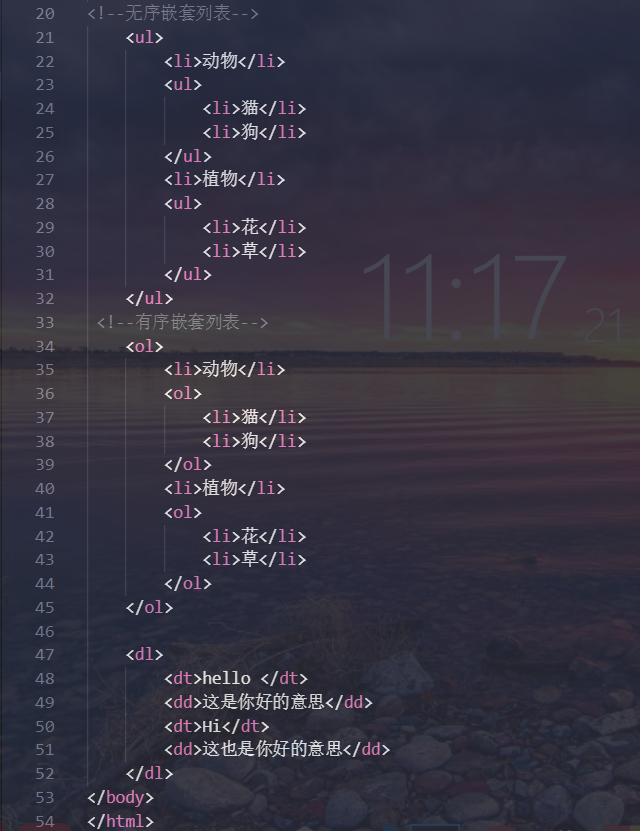 20 <!--无序嵌套列表-->
21 <ul>
22 <li>动物</li>
23 <ul>
24 <li>猫</li>
25 <li>狗</li>
26 </ul>
27 <li>植物</li>
28 <ul>
29 <li>花</li>
30 <li>草</li>
31 </ul>
32 </ul>
11:17 21
33 <!--有序嵌套列表-->
34 <ol>
35 <li>动物</li>
36 <ol>
37 <li>猫</li>
38 <li>狗</li>
39 </ol>
40 <li>植物</li>
41 <ol>
42 <li>花</li>
43 <li>草</li>
44 </ol>
45 </ol>
46
47 <dl>
48 <dt>hello </dt>
49 <dd>这是你好的意思</dd>
50 <dt>Hi</dt>
51 <dd>这也是你好的意思</dd>
52 </dl>
53 </body>
54 </html>